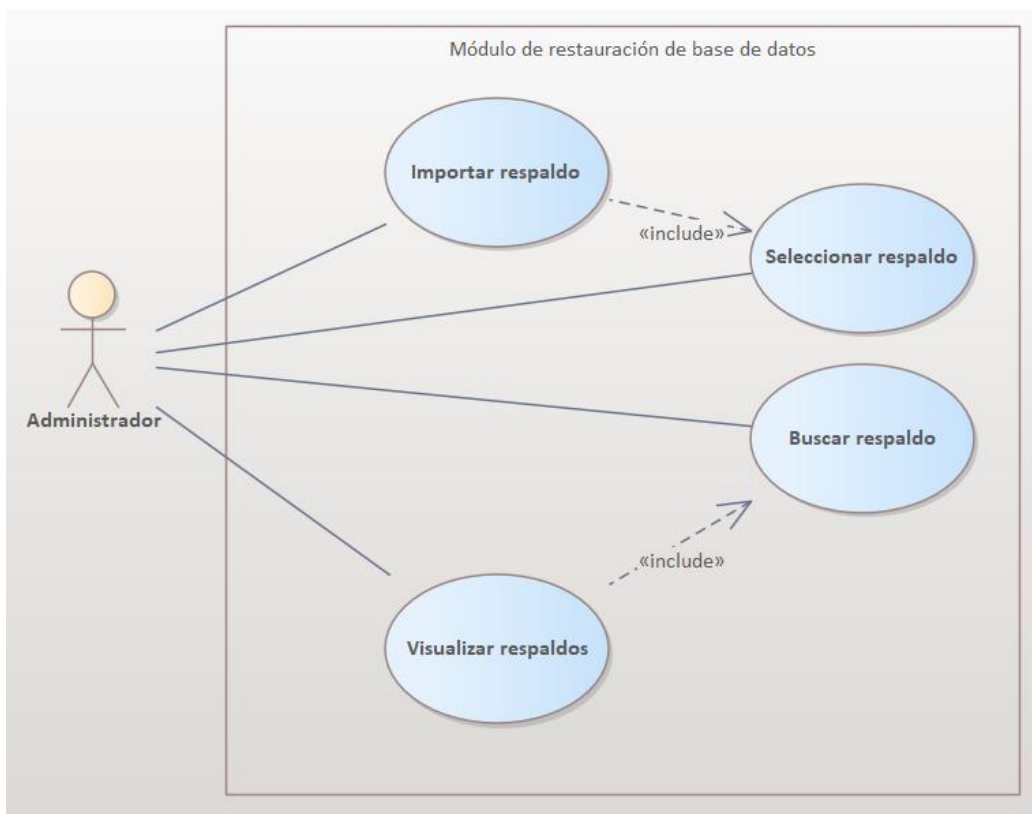 Módulo de restauración de base de datos
Importar respaldo
«include»
Seleccionar respaldo
Administrador
Buscar respaldo
«include»
Visualizar respaldos